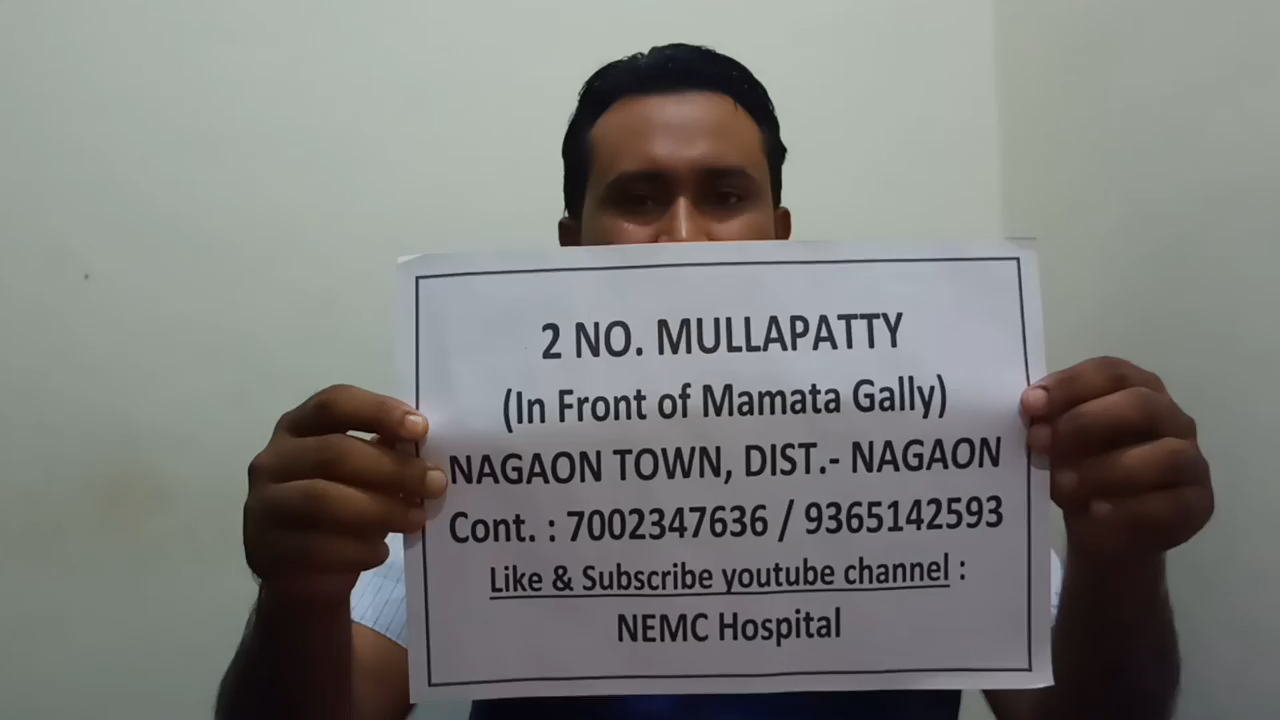 2 NO. MULLAPATTY
(In Front of Mamata Gally)
NAGAON TOWN, DIST.- NAGAON
Cont. : 7002347636 / 9365142593
Like & Subscribe youtube channel :
NEMC Hospital